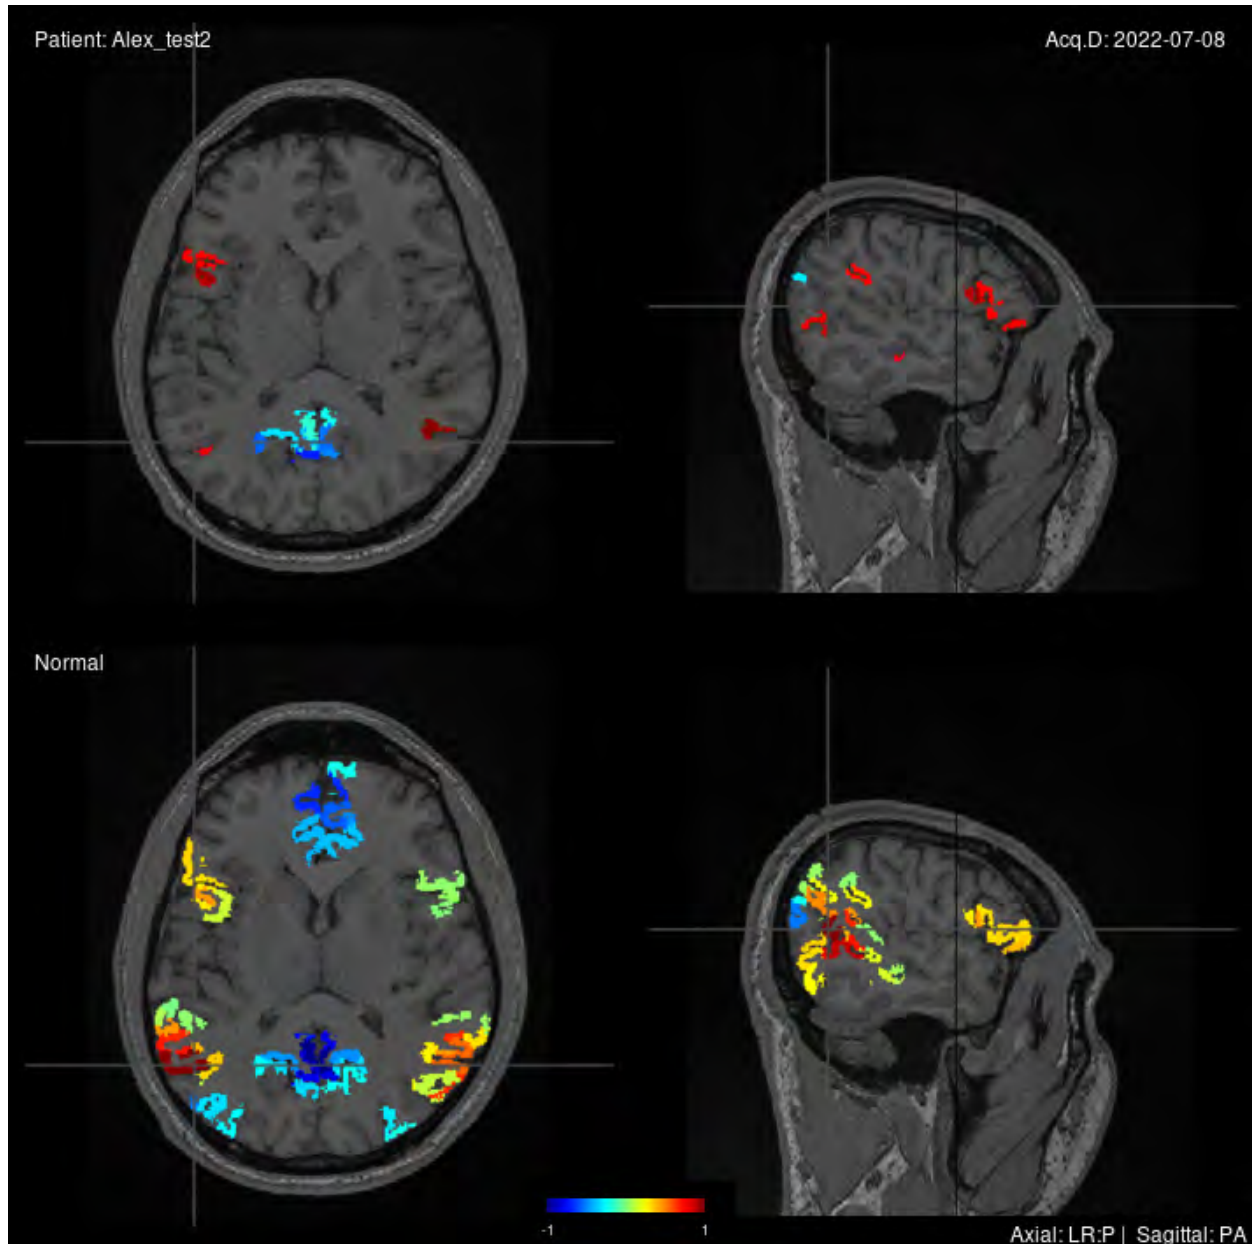 Patient: Alex_test2
Acq.D: 2022-07-08
Normal
-1
1
Axial: LR:P | Sagittal: PA